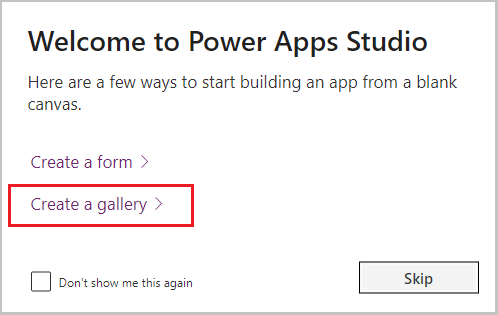 Welcome to Power Apps Studio
Here are a few ways to start building an app from a blank
canvas.
Create a form >
Create a gallery >
Don't show me this again
Skip